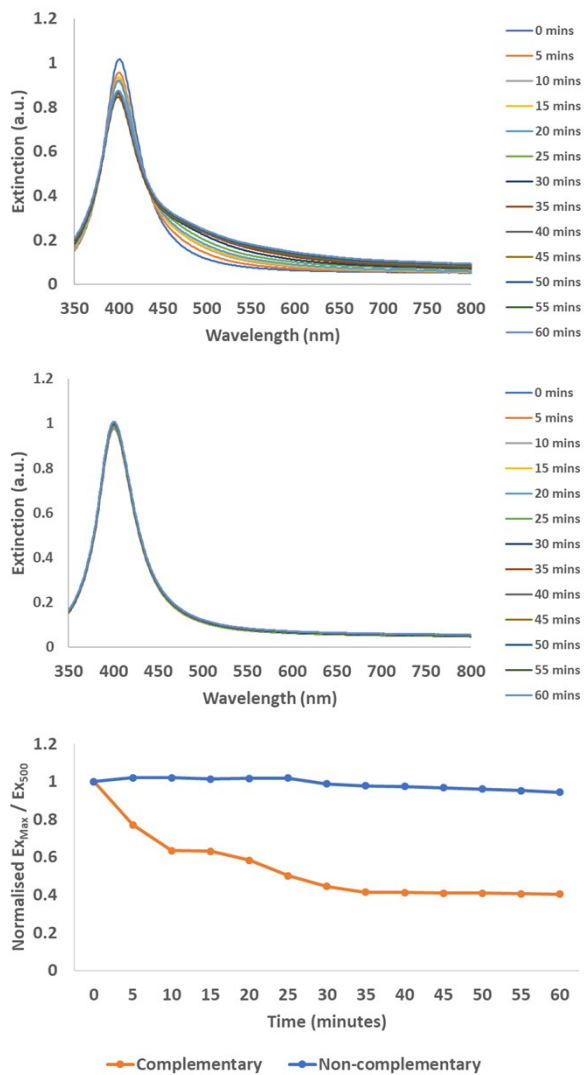 1.2
1
0.8
0.6
0.4
0.2
0
Extinction (a.u.)
350 400 450 500 550 600 650 700 750 800
Wavelength (nm)
0 mins
5 mins
10 mins
15 mins
20 mins
25 mins
30 mins
35 mins
40 mins
45 mins
50 mins
55 mins
60 mins
1.2
1
0.8
0.6
0.4
0.2
0
Extinction (a.u.)
350 400 450 500 550 600 650 700 750 800
Wavelength (nm)
0 mins
5 mins
10 mins
15 mins
20 mins
25 mins
30 mins
35 mins
40 mins
45 mins
50 mins
55 mins
60 mins
1.2
1
0.8
0.6
0.4
0.2
0
Normalised Ex_Max / Ex_500
0 5 10 15 20 25 30 35 40 45 50 55 60
Time (minutes)
Complementary Non-complementary